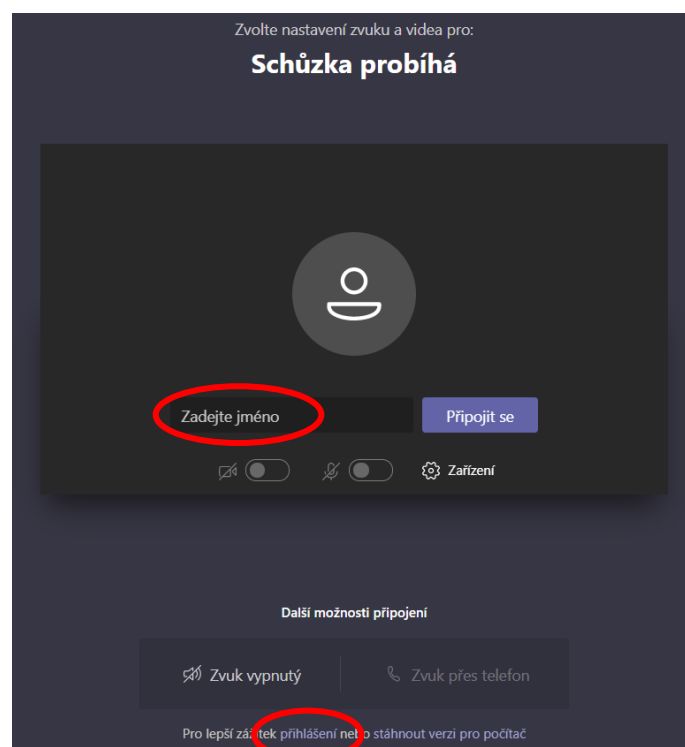 Zvolte nastavení zvuku a videa pro:
Schůzka probíhá
Zadejte jméno
Připojit se
Zařízení
Další možnosti připojení
Zvuk vypnutý
Zvuk přes telefon
Pro lepší zážitek přihlášení nebo stáhnout verzi pro počítač